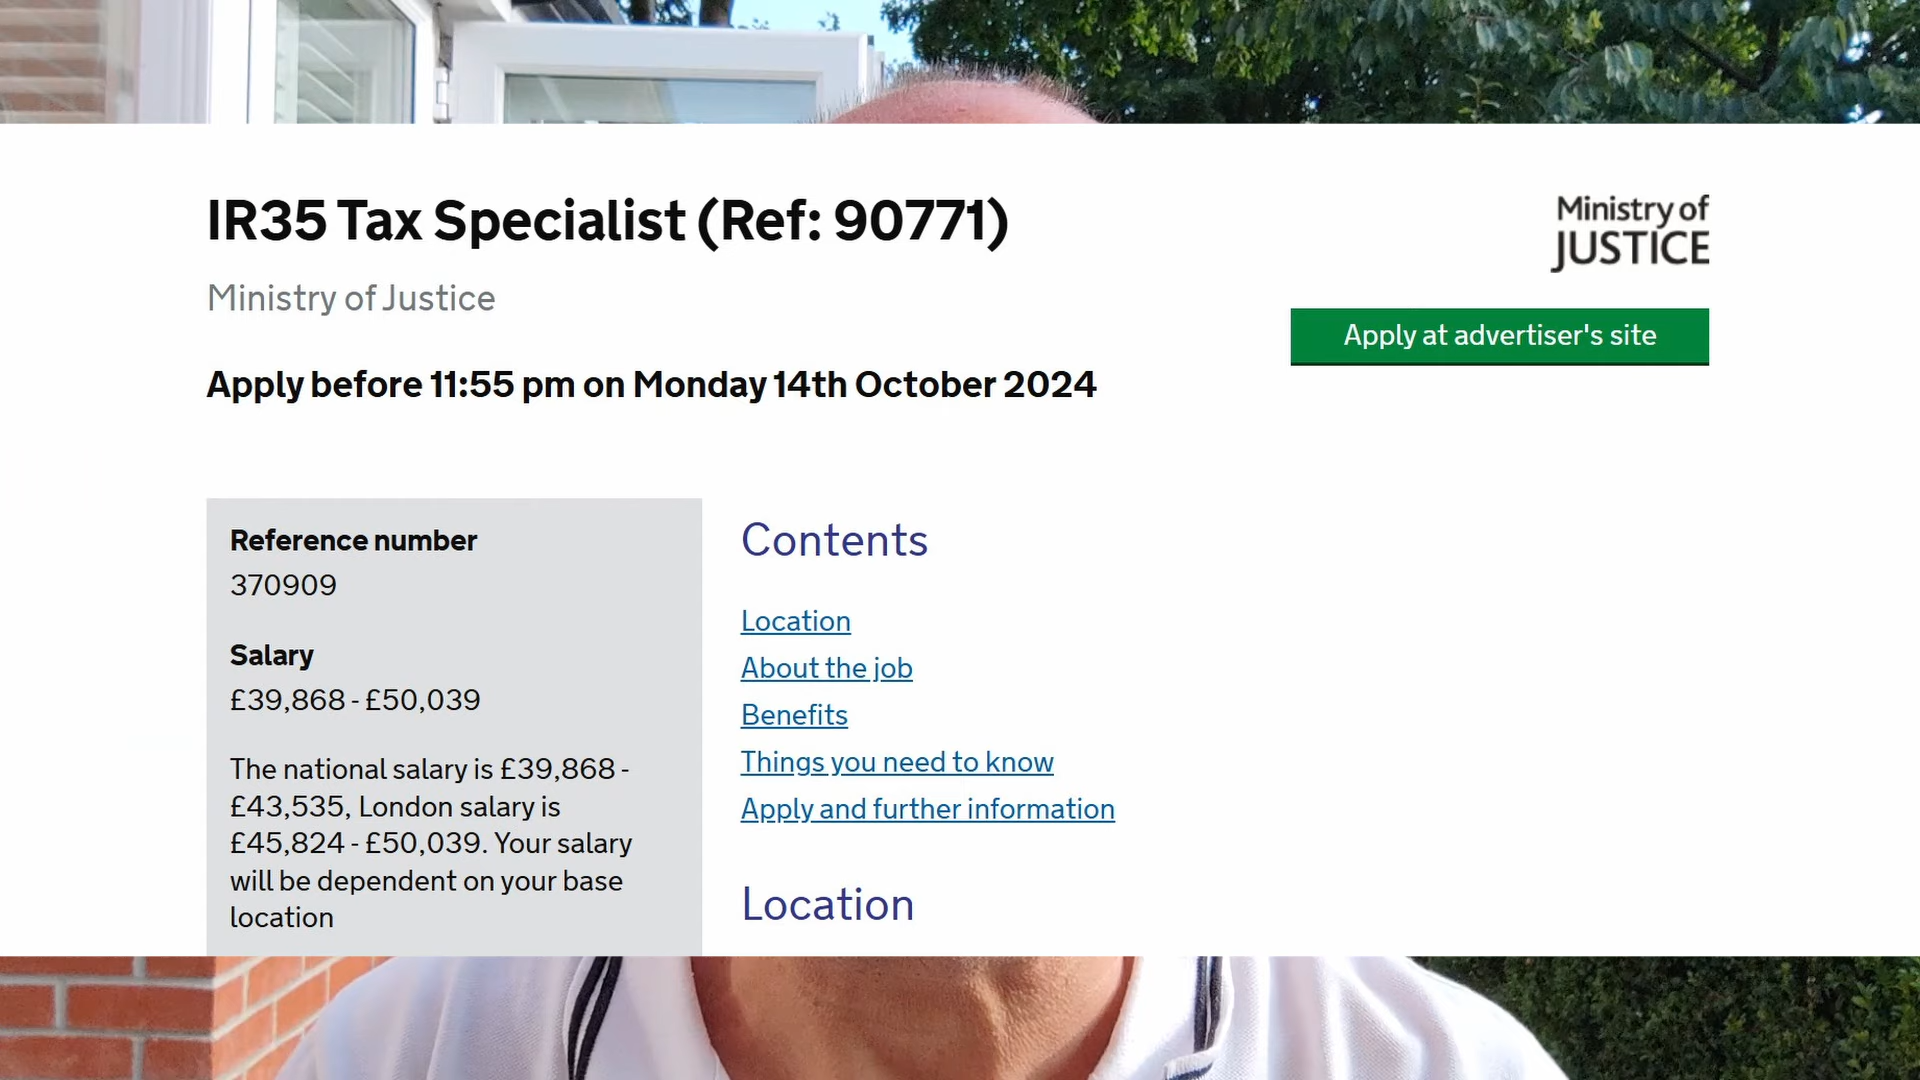 IR35 Tax Specialist (Ref: 90771)
Ministry of Justice
Apply before 11:55 pm on Monday 14th October 2024
Ministry of
JUSTICE
Apply at advertiser's site
Reference number
370909
Salary
£39,868 - £50,039
The national salary is £39,868 -
£43,535, London salary is
£45,824 - £50,039. Your salary
will be dependent on your base
location
Contents
Location
About the job
Benefits
Things you need to know
Apply and further information
Location